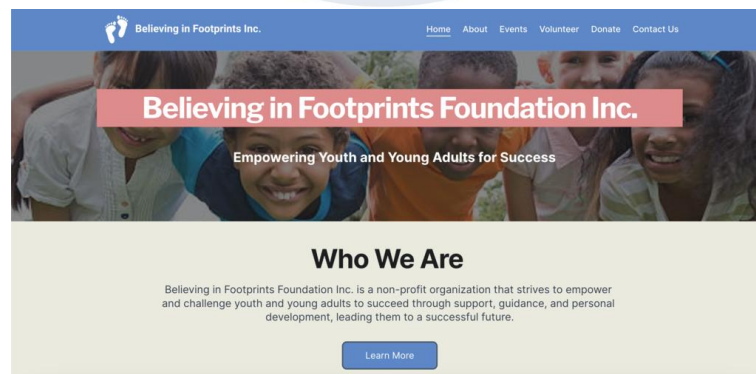 Believing in Footprints Inc.
Home About Events Volunteer Donate Contact Us
Believing in Footprints Foundation Inc.
Empowering Youth and Young Adults for Success
Who We Are
Believing in Footprints Foundation Inc. is a non-profit organization that strives to empower
and challenge youth and young adults to succeed through support, guidance, and personal
development, leading them to a successful future.
Learn More